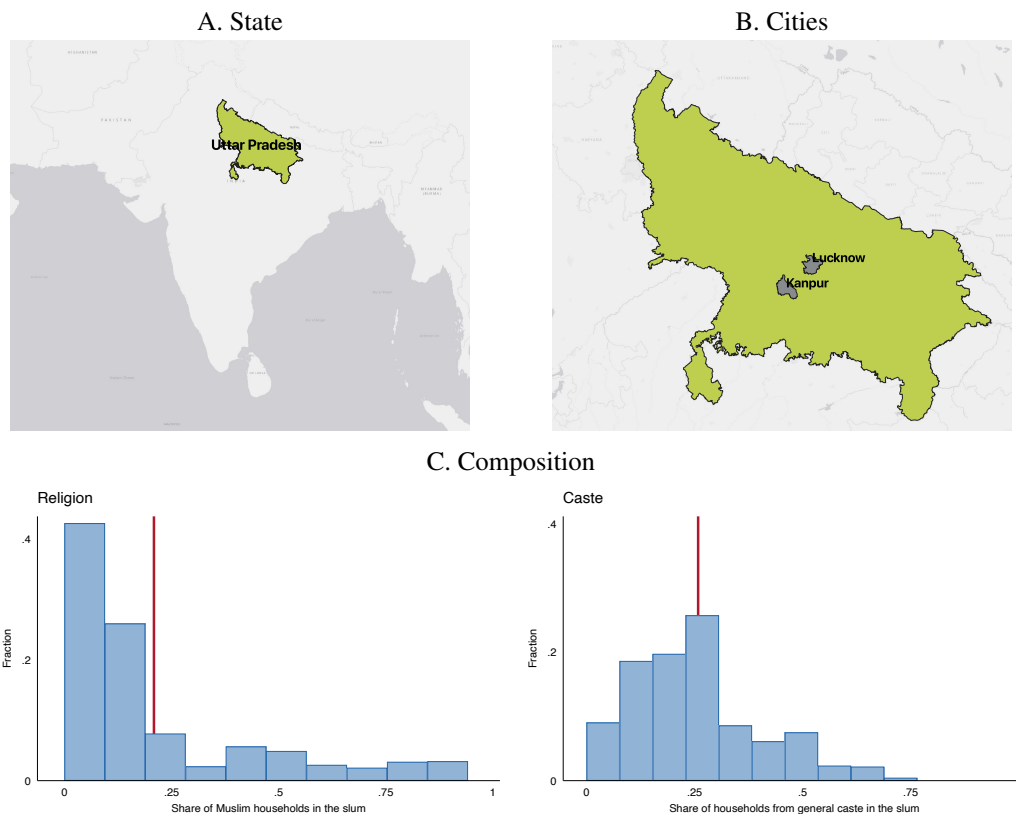 A. State
B. Cities
AFGHANISTAN
PAKISTAN
Uttar Pradesh
Lucknow
Kanpur
C. Composition
Religion
Caste
.4
.2
0
Fraction
0 .25 .5 .75 1
Share of Muslim households in the slum
.4
.2
0
Fraction
0 .25 .5 .75
Share of households from general caste in the slum